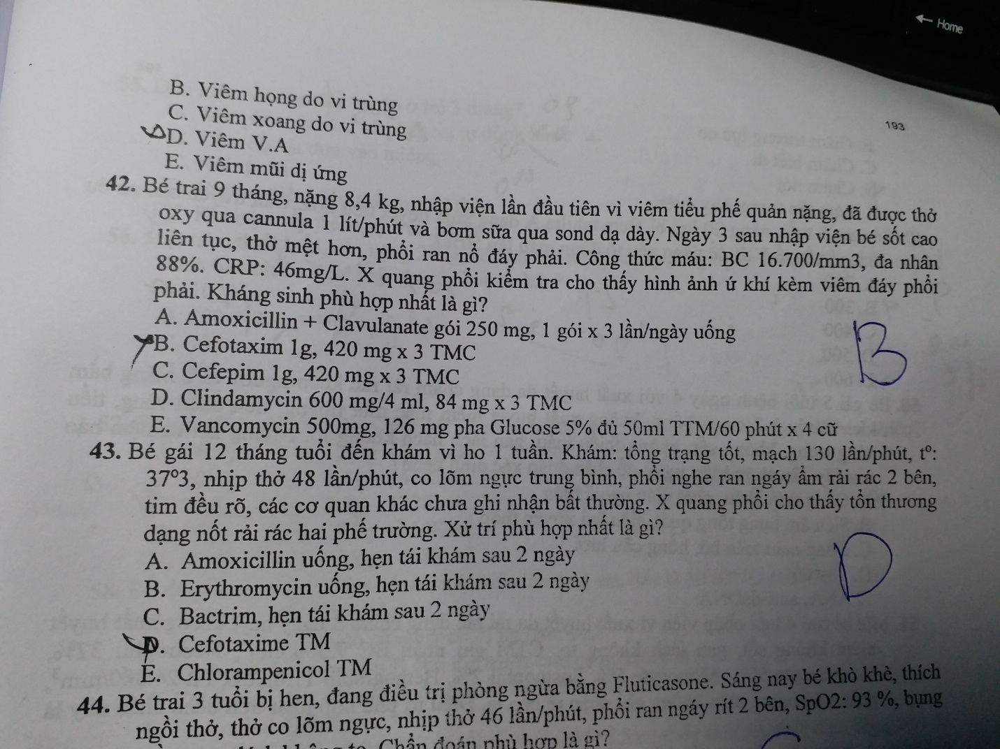 ← Home
193
B. Viêm họng do vi trùng
C. Viêm xoang do vi trùng
D. Viêm V.A
E. Viêm mũi dị ứng
42. Bé trai 9 tháng, nặng 8,4 kg, nhập viện lần đầu tiên vì viêm tiểu phế quản nặng, đã được thở
oxy qua cannula 1 lít/phút và bơm sữa qua sond dạ dày. Ngày 3 sau nhập viện bé sốt cao
liên tục, thở mệt hơn, phổi ran nổ đáy phải. Công thức máu: BC 16.700/mm3, đa nhân
88%. CRP: 46mg/L. X quang phổi kiểm tra cho thấy hình ảnh ứ khí kèm viêm đáy phổi
phải. Kháng sinh phù hợp nhất là gì?
A. Amoxicillin + Clavulanate gói 250 mg, 1 gói x 3 lần/ngày uống
B. Cefotaxim 1g, 420 mg x 3 TMC
B
C. Cefepim 1g, 420 mg x 3 TMC
D. Clindamycin 600 mg/4 ml, 84 mg x 3 TMC
E. Vancomycin 500mg, 126 mg pha Glucose 5% đủ 50ml TTM/60 phút x 4 cữ
43. Bé gái 12 tháng tuổi đến khám vì ho 1 tuần. Khám: tổng trạng tốt, mạch 130 lần/phút, tº:
37º3, nhịp thở 48 lần/phút, co lõm ngực trung bình, phổi nghe ran ngáy ẩm rải rác 2 bên,
tim đều rõ, các cơ quan khác chưa ghi nhận bất thường. X quang phổi cho thấy tổn thương
dạng nốt rải rác hai phế trường. Xử trí phù hợp nhất là gì?
A. Amoxicillin uống, hẹn tái khám sau 2 ngày
D
B. Erythromycin uống, hẹn tái khám sau 2 ngày
C. Bactrim, hẹn tái khám sau 2 ngày
D. Cefotaxime TM
E. Chlorampenicol TM
44. Bé trai 3 tuổi bị hen, đang điều trị phòng ngừa bằng Fluticasone. Sáng nay bé khò khè, thích
ngồi thở, thở co lõm ngực, nhịp thở 46 lần/phút, phổi ran ngáy rít 2 bên, SpO2: 93 %, bụng
Chẩn đoán phù hợp là gì?